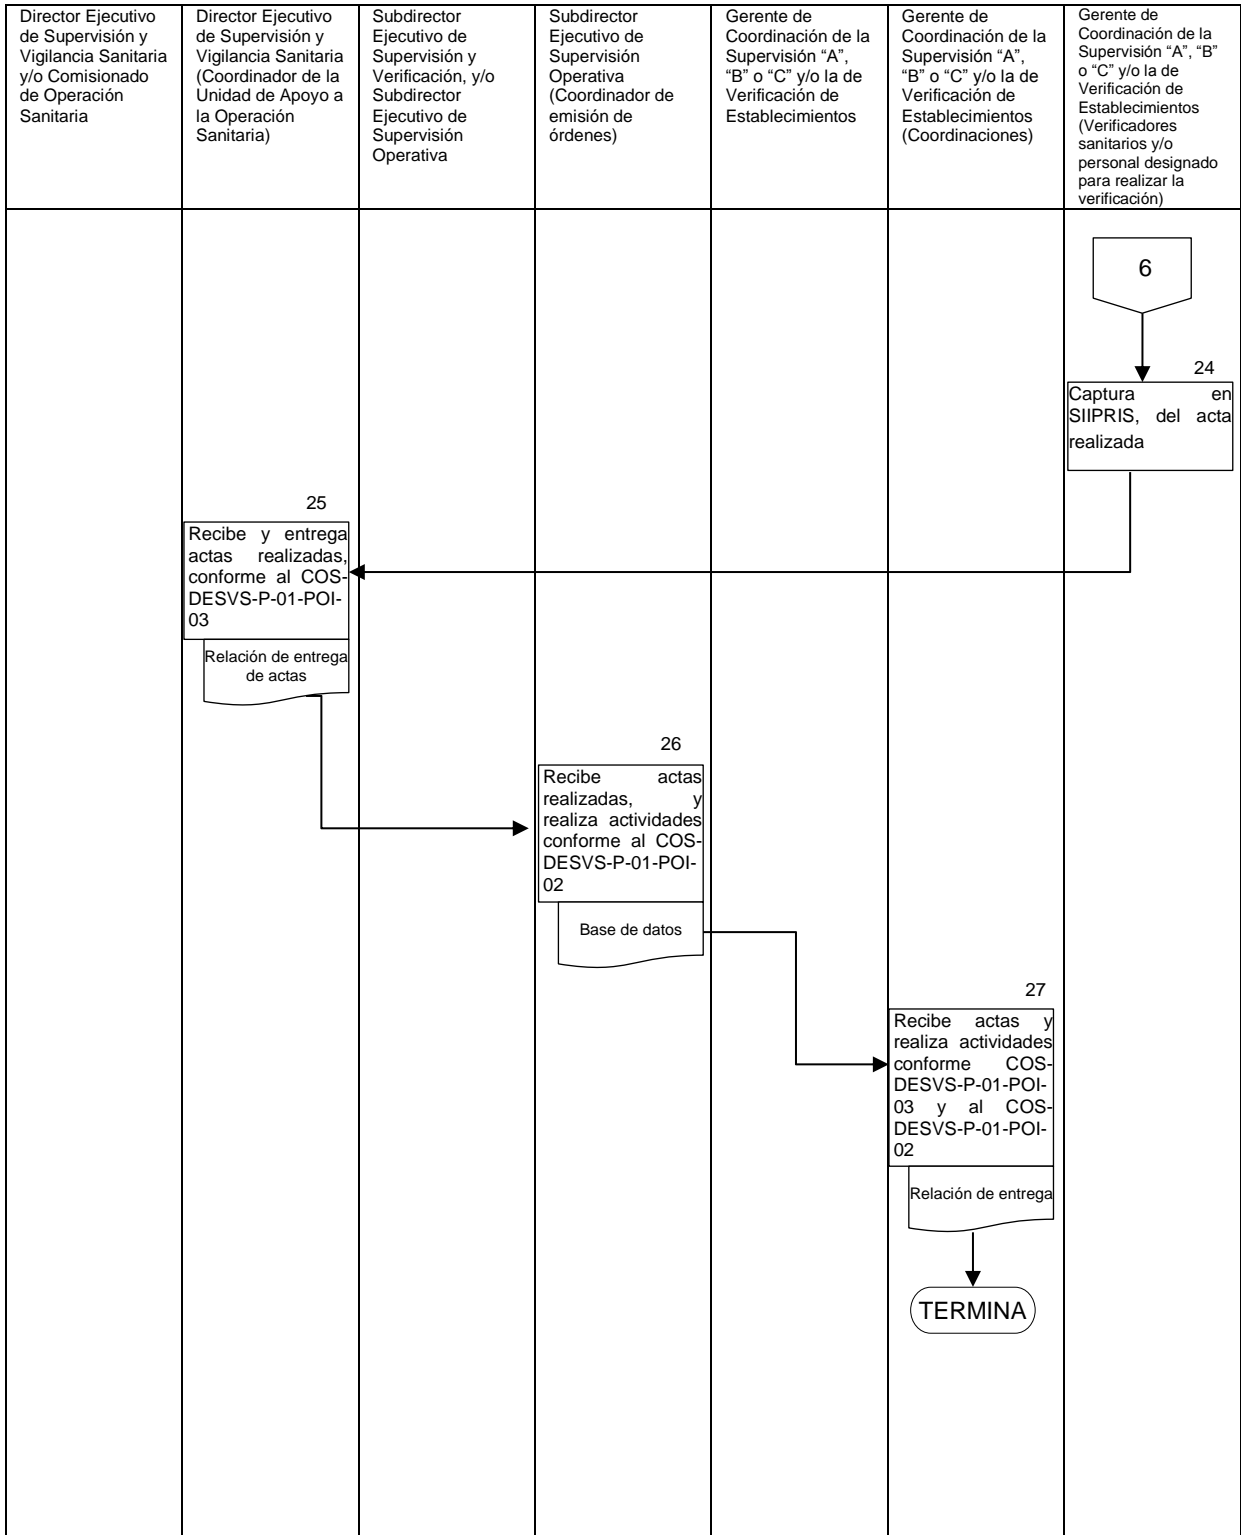 Director Ejecutivo
de Supervisión y
Vigilancia Sanitaria
y/o Comisionado
de Operación
Sanitaria
Director Ejecutivo
de Supervisión y
Vigilancia Sanitaria
(Coordinador de la
Unidad de Apoyo a
la Operación
Sanitaria)
Subdirector
Ejecutivo de
Supervisión y
Verificación, y/o
Subdirector
Ejecutivo de
Supervisión
Operativa
Subdirector
Ejecutivo de
Supervisión
Operativa
(Coordinador de
emisión de
órdenes)
Gerente de
Coordinación de la
Supervisión “A”,
“B” o “C” y/o la de
Verificación de
Establecimientos
Gerente de
Coordinación de la
Supervisión “A”,
“B” o “C” y/o la de
Verificación de
Establecimientos
(Coordinaciones)
Gerente de
Coordinación de la
Supervisión “A”, “B”
o “C” y/o la de
Verificación de
Establecimientos
(Verificadores
sanitarios y/o
personal designado
para realizar la
verificación)
6
24
Captura en
SIIPRIS, del acta
realizada
25
Recibe y entrega
actas realizadas,
conforme al COS-
DESVS-P-01-POI-
03
Relación de entrega
de actas
26
Recibe actas
realizadas, y
realiza actividades
conforme al COS-
DESVS-P-01-POI-
02
Base de datos
27
Recibe actas y
realiza actividades
conforme COS-
DESVS-P-01-POI-
03 y al COS-
DESVS-P-01-POI-
02
Relación de entrega
TERMINA